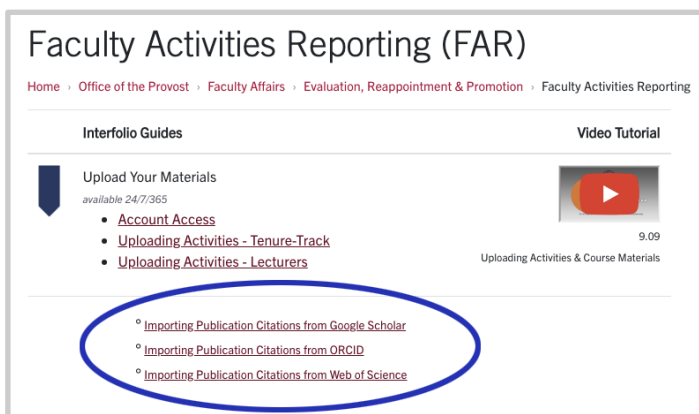 Faculty Activities Reporting (FAR)
Home › Office of the Provost › Faculty Affairs › Evaluation, Reappointment & Promotion › Faculty Activities Reporting
Interfolio Guides
Video Tutorial
Upload Your Materials
available 24/7/365
• Account Access
• Uploading Activities - Tenure-Track
• Uploading Activities - Lecturers
9.09
Uploading Activities & Course Materials
° Importing Publication Citations from Google Scholar
° Importing Publication Citations from ORCID
° Importing Publication Citations from Web of Science